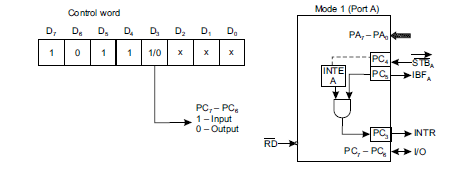 Control word
D7 D6 D5 D4 D3 D2 D1 D0
1 0 1 1 1/0 x x x
PC7 – PC6
1 – Input
0 – Output
Mode 1 (Port A)
PA7 – PA0
PC4 STBA
INTE A PC5 IBFA
PC3 INTR
RD
PC7 – PC6 I/O